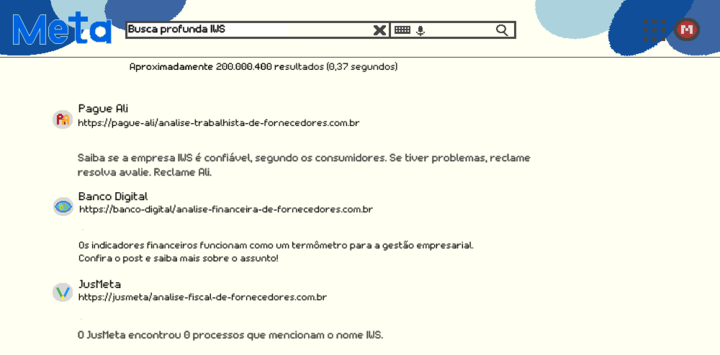 Meta
Busca profunda IWS
M
Aproximadamente 200.000.400 resultados (0,37 segundos)
Pague Ali
https://pague-ali/analise-trabalhista-de-fornecedores.com.br
Saiba se a empresa IWS é confiável, segundo os consumidores. Se tiver problemas, reclame
resolva avalie. Reclame Ali.
Banco Digital
https://banco-digital/analise-financeira-de-fornecedores.com.br
Os indicadores financeiros funcionam como um termômetro para a gestão empresarial.
Confira o post e saiba mais sobre o assunto!
JusMeta
https://jusmeta/analise-fiscal-de-fornecedores.com.br
O JusMeta encontrou 0 processos que mencionam o nome IWS.